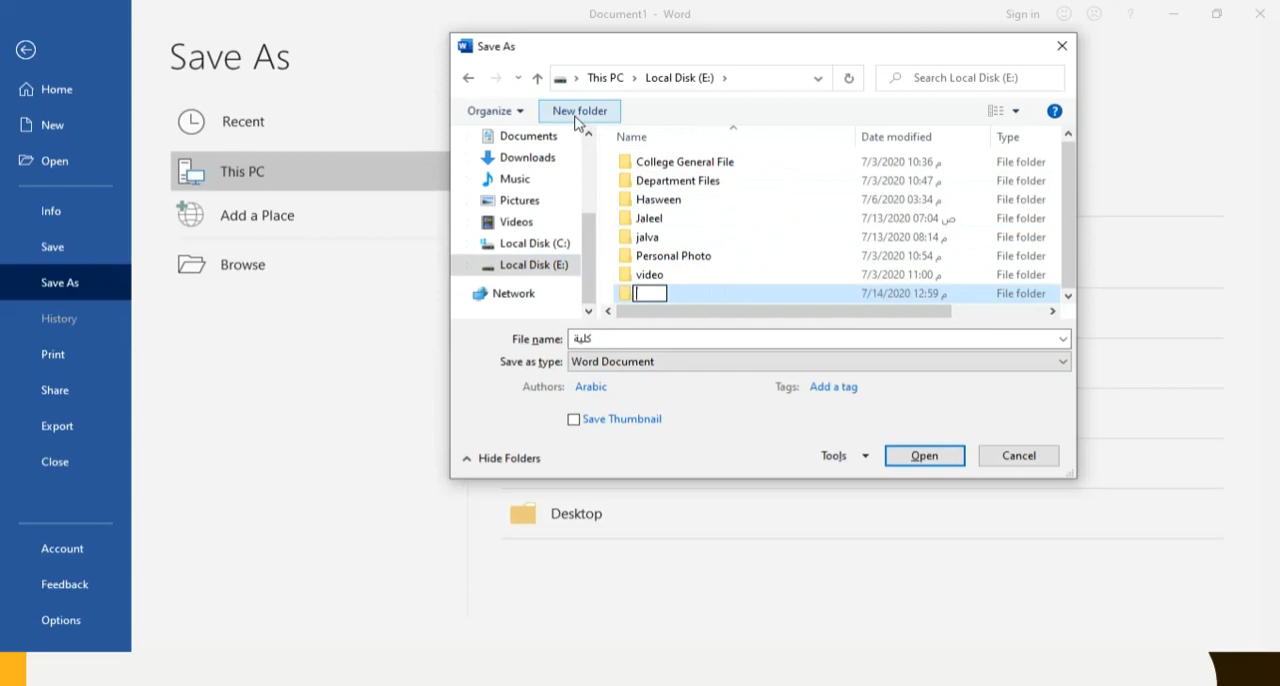 Document1 - Word
Sign in
?
Home
New
Open
Info
Save
Save As
History
Print
Share
Export
Close
Account
Feedback
Options
Save As
Recent
This PC
Add a Place
Browse
Desktop
Save As
This PC > Local Disk (E:) >
Search Local Disk (E:)
Organize
New folder
?
Documents
Downloads
Music
Pictures
Videos
Local Disk (C:)
Local Disk (E:)
Network
Name Date modified Type
College General File 7/3/2020 10:36 م File folder
Department Files 7/3/2020 10:47 م File folder
Hasween 7/6/2020 03:34 م File folder
Jaleel 7/13/2020 07:04 ص File folder
jalva 7/13/2020 08:14 م File folder
Personal Photo 7/3/2020 10:54 م File folder
video 7/3/2020 11:00 م File folder
7/14/2020 12:59 م File folder
File name: كلية
Save as type: Word Document
Authors: Arabic
Tags: Add a tag
Save Thumbnail
Hide Folders
Tools
Open
Cancel